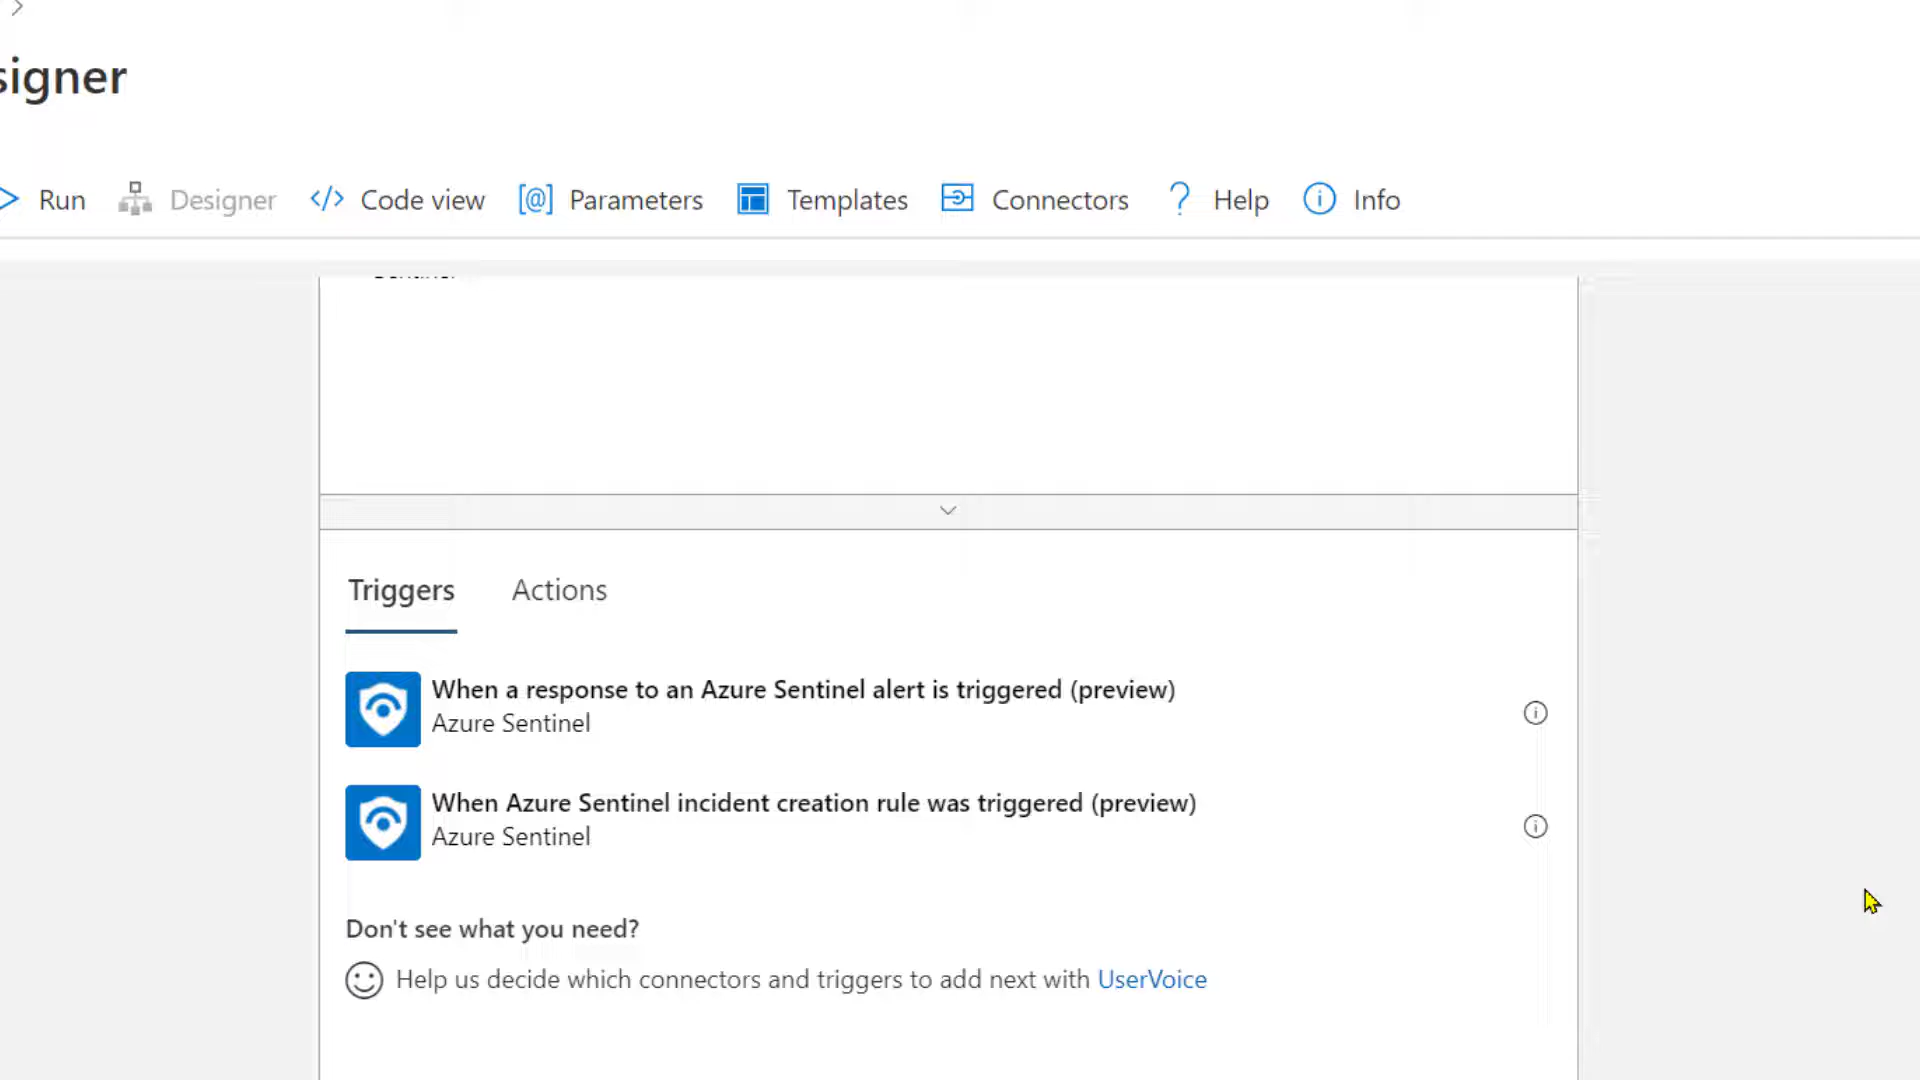 signer
Run Designer </> Code view [@] Parameters Templates Connectors ? Help Info
Triggers Actions
When a response to an Azure Sentinel alert is triggered (preview)
Azure Sentinel
When Azure Sentinel incident creation rule was triggered (preview)
Azure Sentinel
Don't see what you need?
Help us decide which connectors and triggers to add next with UserVoice